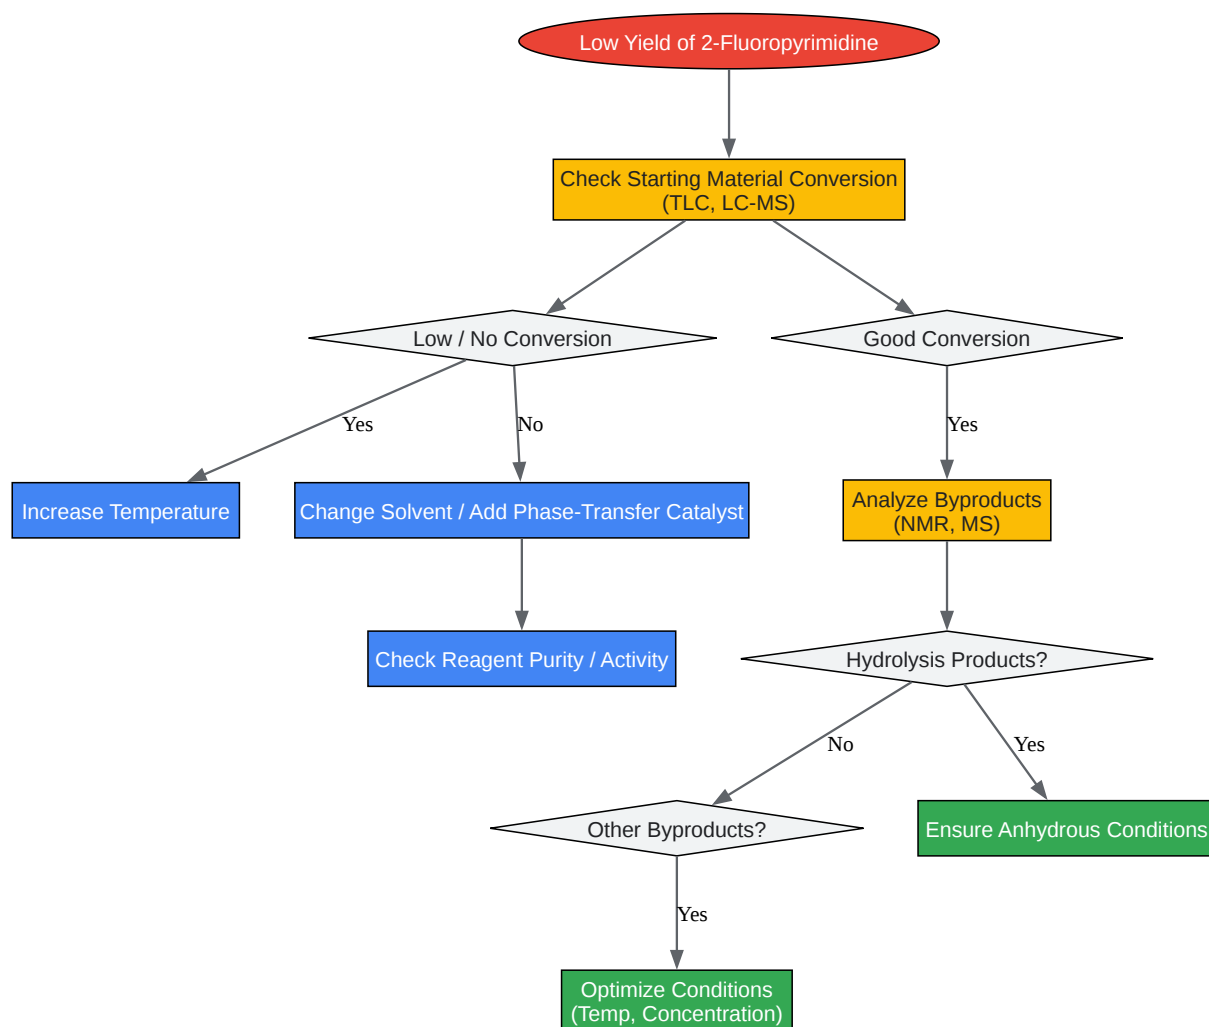 Low Yield of 2-Fluoropyrimidine
Check Starting Material Conversion
(TLC, LC-MS)
Low / No Conversion
Good Conversion
Yes
No
Yes
Increase Temperature
Change Solvent / Add Phase-Transfer Catalyst
Analyze Byproducts
(NMR, MS)
Check Reagent Purity / Activity
Hydrolysis Products?
No
Yes
Other Byproducts?
Ensure Anhydrous Conditions
Yes
Optimize Conditions
(Temp, Concentration)